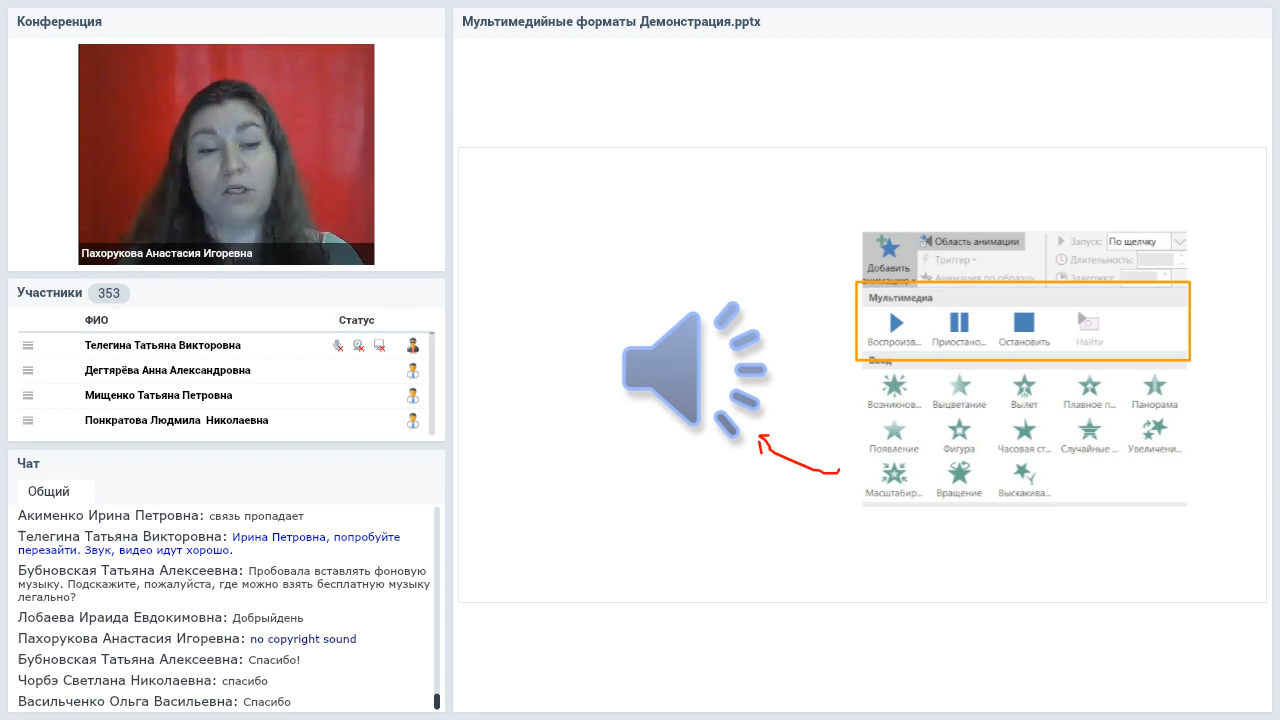 Конференция
Пахорукова Анастасия Игоревна
Участники 353
ФИО Статус
Телегина Татьяна Викторовна
Дегтярёва Анна Александровна
Мищенко Татьяна Петровна
Понкратова Людмила Николаевна
Чат
Общий
Акименко Ирина Петровна: связь пропадает
Телегина Татьяна Викторовна: Ирина Петровна, попробуйте
перезайти. Звук, видео идут хорошо.
Бубновская Татьяна Алексеевна: Пробовала вставлять фоновую
музыку. Подскажите, пожалуйста, где можно взять бесплатную музыку
легально?
Лобаева Ираида Евдокимовна: Добрыйдень
Пахорукова Анастасия Игоревна: no copyright sound
Бубновская Татьяна Алексеевна: Спасибо!
Чорбэ Светлана Николаевна: спасибо
Васильченко Ольга Васильевна: Спасибо
Мультимедийные форматы Демонстрация.pptx
Добавить
анимацию
Область анимации
Триггер
Анимация по образцу
Запуск: По щелчку
Длительность:
Задержка:
Мультимедиа
Воспроизв... Приостано... Остановить Найти
Вход
Возникнов... Выцветание Вылет Плавное п... Панорама
Появление Фигура Часовая ст... Случайные ... Увеличени...
Масштабир... Вращение Выскакива...